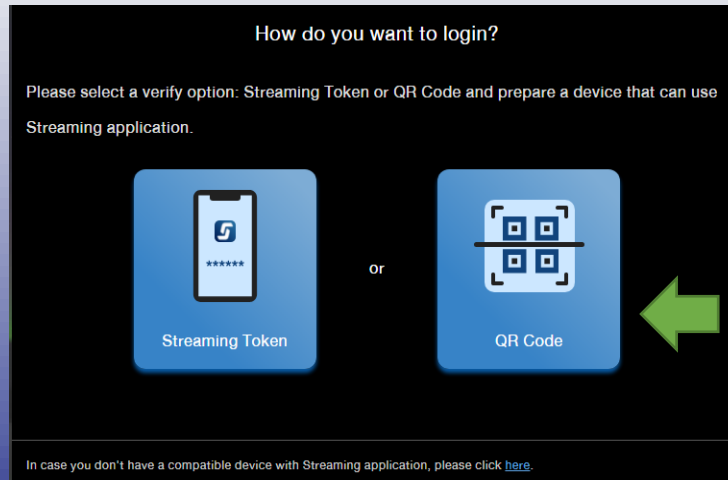 How do you want to login?
Please select a verify option: Streaming Token or QR Code and prepare a device that can use
Streaming application.
******
or
Streaming Token
QR Code
In case you don't have a compatible device with Streaming application, please click here.